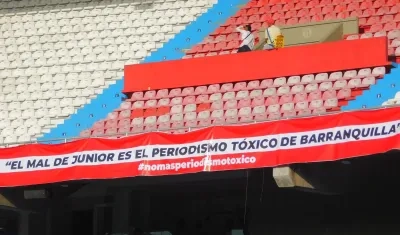 "EL MAL DE JUNIOR ES EL PERIODISMO TÓXICO DE BARRANQUILLA"
#nomasperiodismotoxico